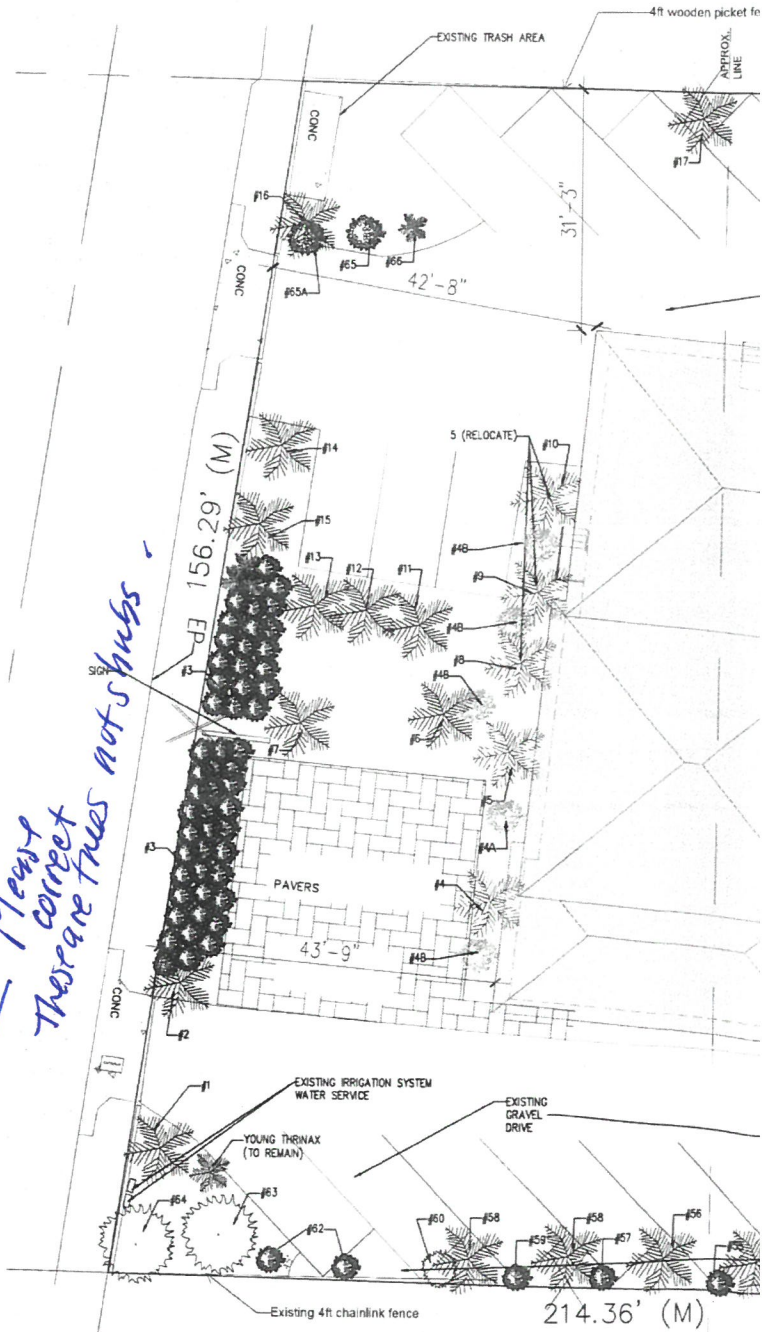 4ft wooden picket fe
EXISTING TRASH AREA
APPROX.
LINE
CONC
#17
#16
31'-3"
#65
#66
#65A
CONC
42'-8"
5 (RELOCATE)
#10
#14
156.29' (M)
#15
#4B
#13
#12
#11
#9
#4B
#8
SIGN
#3
#4B
#6
#7
#5
#3
#4A
PAVERS
#4
43'-9"
#4B
Please
correct
These are trees not shubs.
CONC
#2
EXISTING IRRIGATION SYSTEM
WATER SERVICE
#1
EXISTING
GRAVEL
DRIVE
YOUNG THRINAX
(TO REMAIN)
#64
#63
#62
#60
#58
#59
#58
#57
#56
Existing 4ft chainlink fence
214.36' (M)